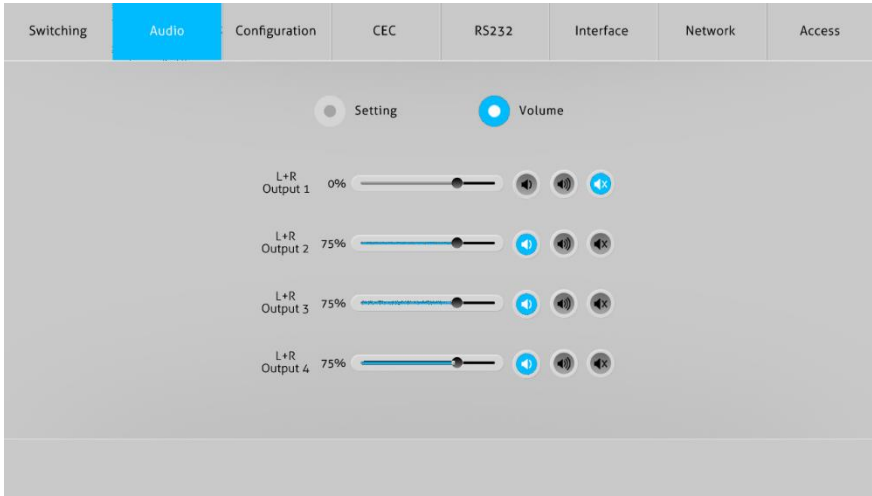 Switching Audio Configuration CEC RS232 Interface Network Access
Setting Volume
L+R
Output 1 0%
L+R
Output 2 75%
L+R
Output 3 75%
L+R
Output 4 75%